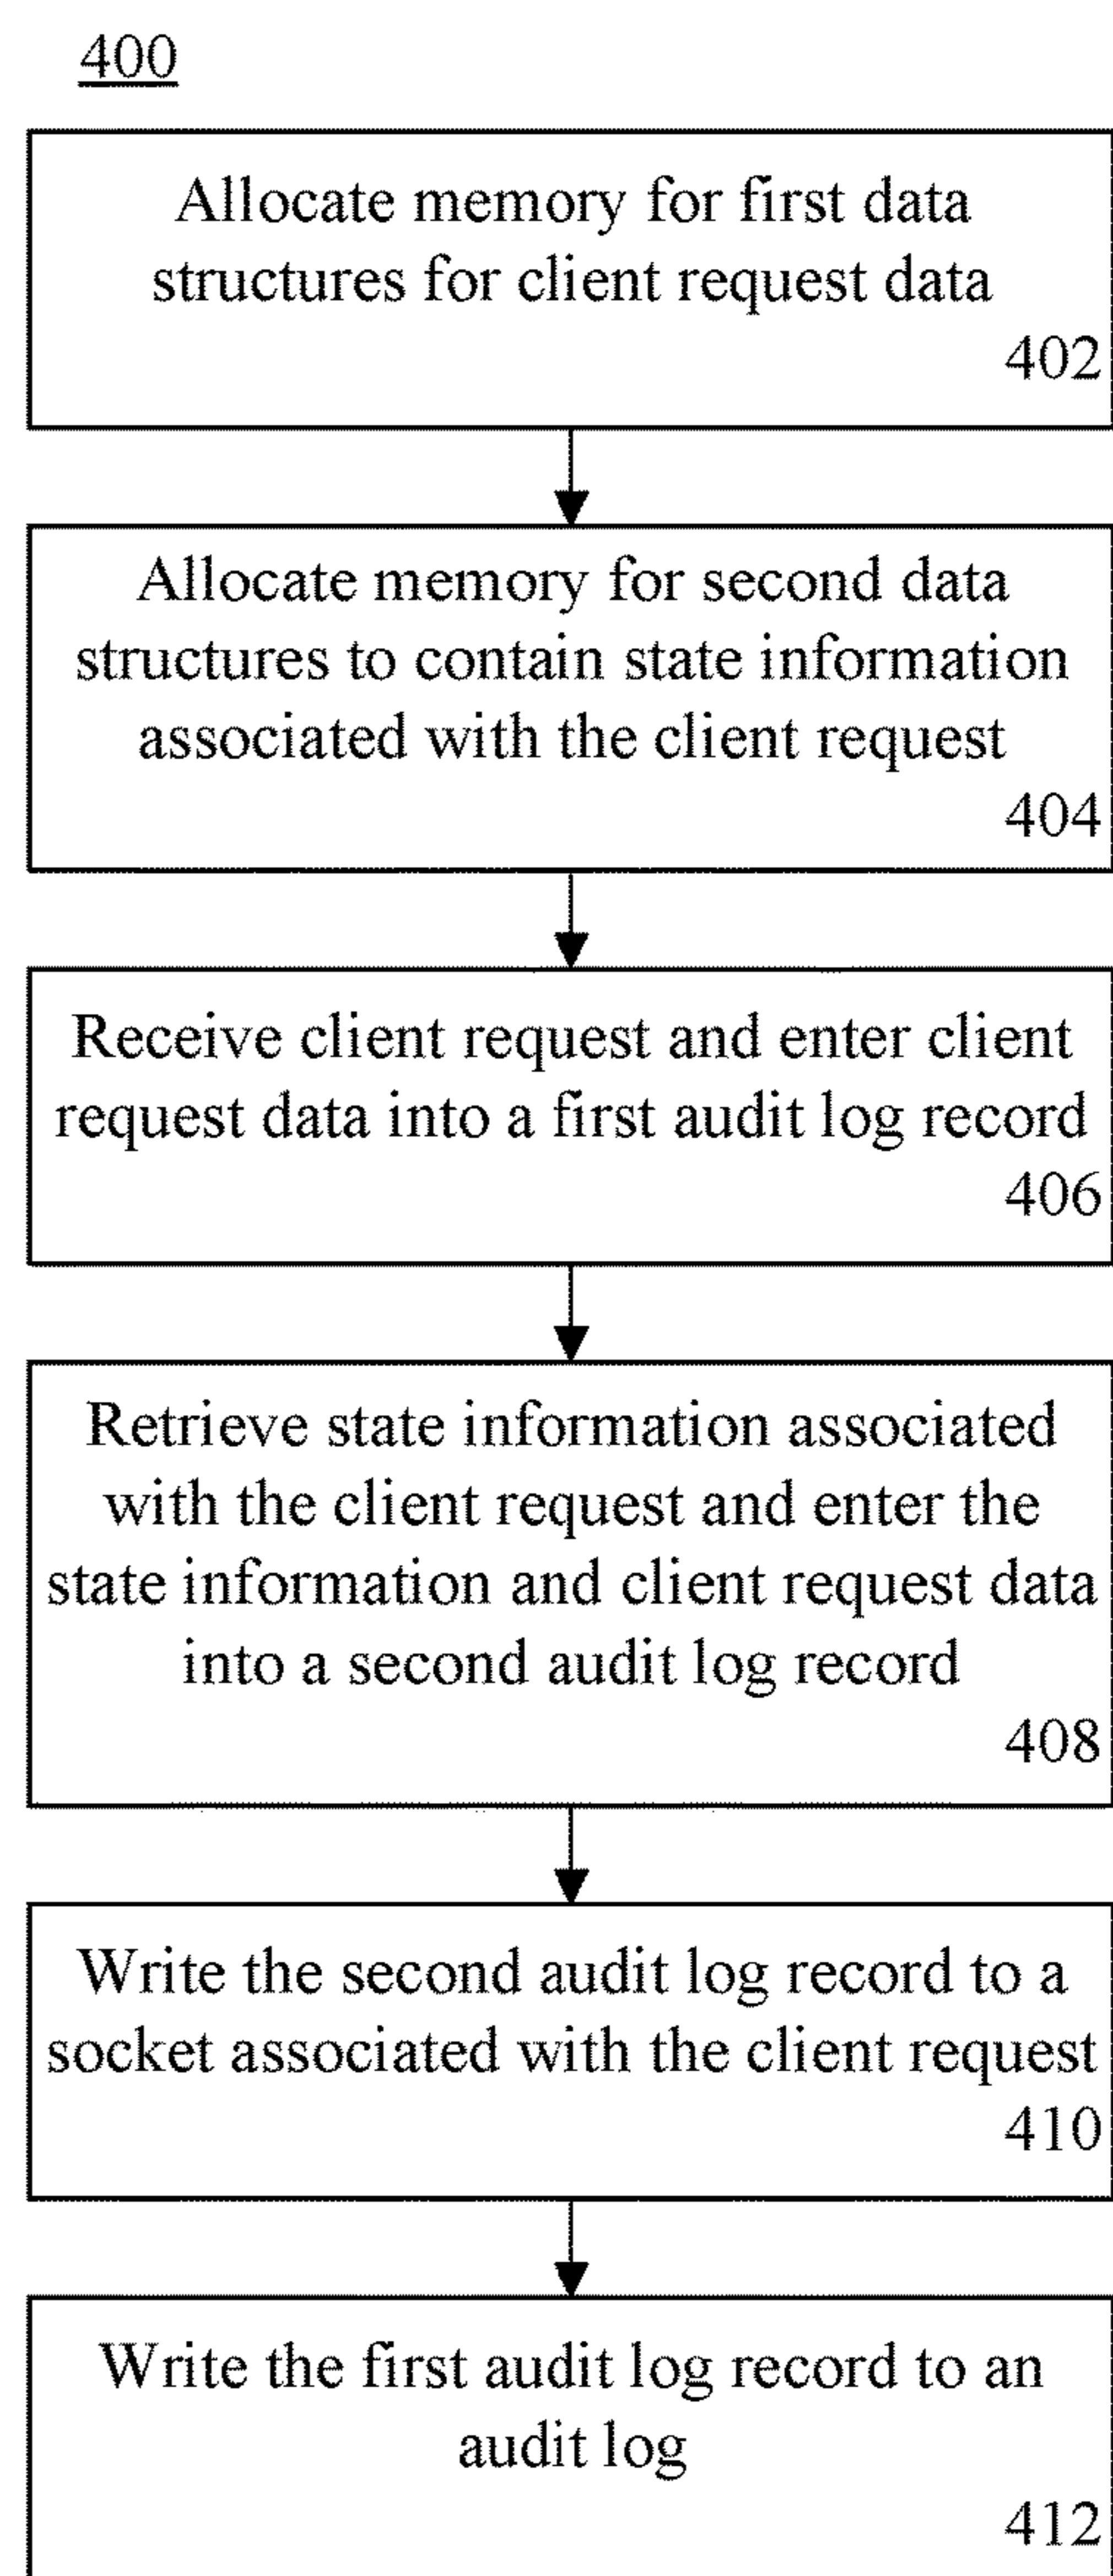 400
Allocate memory for first data
structures for client request data
402
Allocate memory for second data
structures to contain state information
associated with the client request
404
Receive client request and enter client
request data into a first audit log record
406
Retrieve state information associated
with the client request and enter the
state information and client request data
into a second audit log record
408
Write the second audit log record to a
socket associated with the client request
410
Write the first audit log record to an
audit log
412